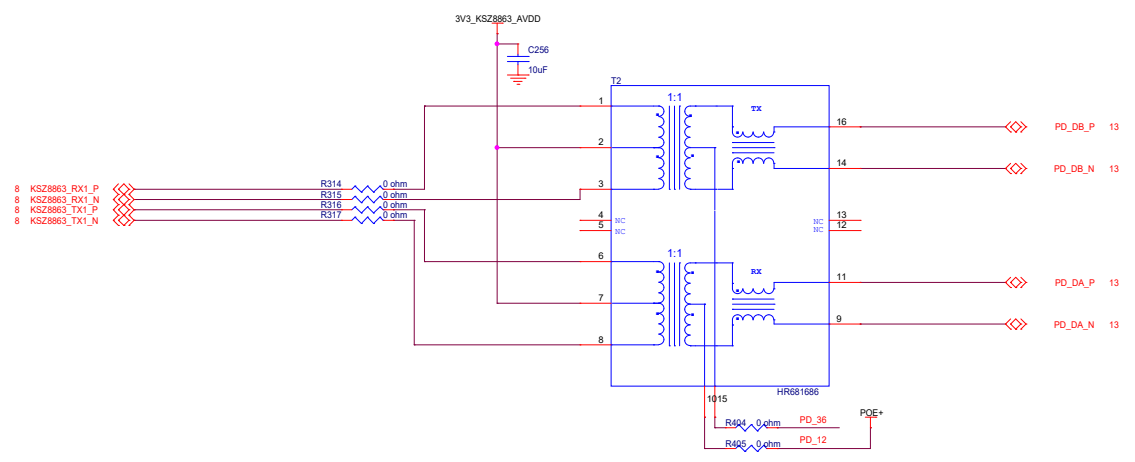 3V3_KSZ8863_AVDD
C256
10uF
T2
1:1
TX
1
2
3
16
PD_DB_P 13
14
PD_DB_N 13
8 KSZ8863_RX1_P
R314 0 ohm
8 KSZ8863_RX1_N
R315 0 ohm
8 KSZ8863_TX1_P
R316 0 ohm
8 KSZ8863_TX1_N
R317 0 ohm
4 NC
5 NC
NC 13
NC 12
1:1
RX
6
7
8
11
PD_DA_P 13
9
PD_DA_N 13
HR681686
1015
POE+
R404 0 ohm PD_36
R405 0 ohm PD_12